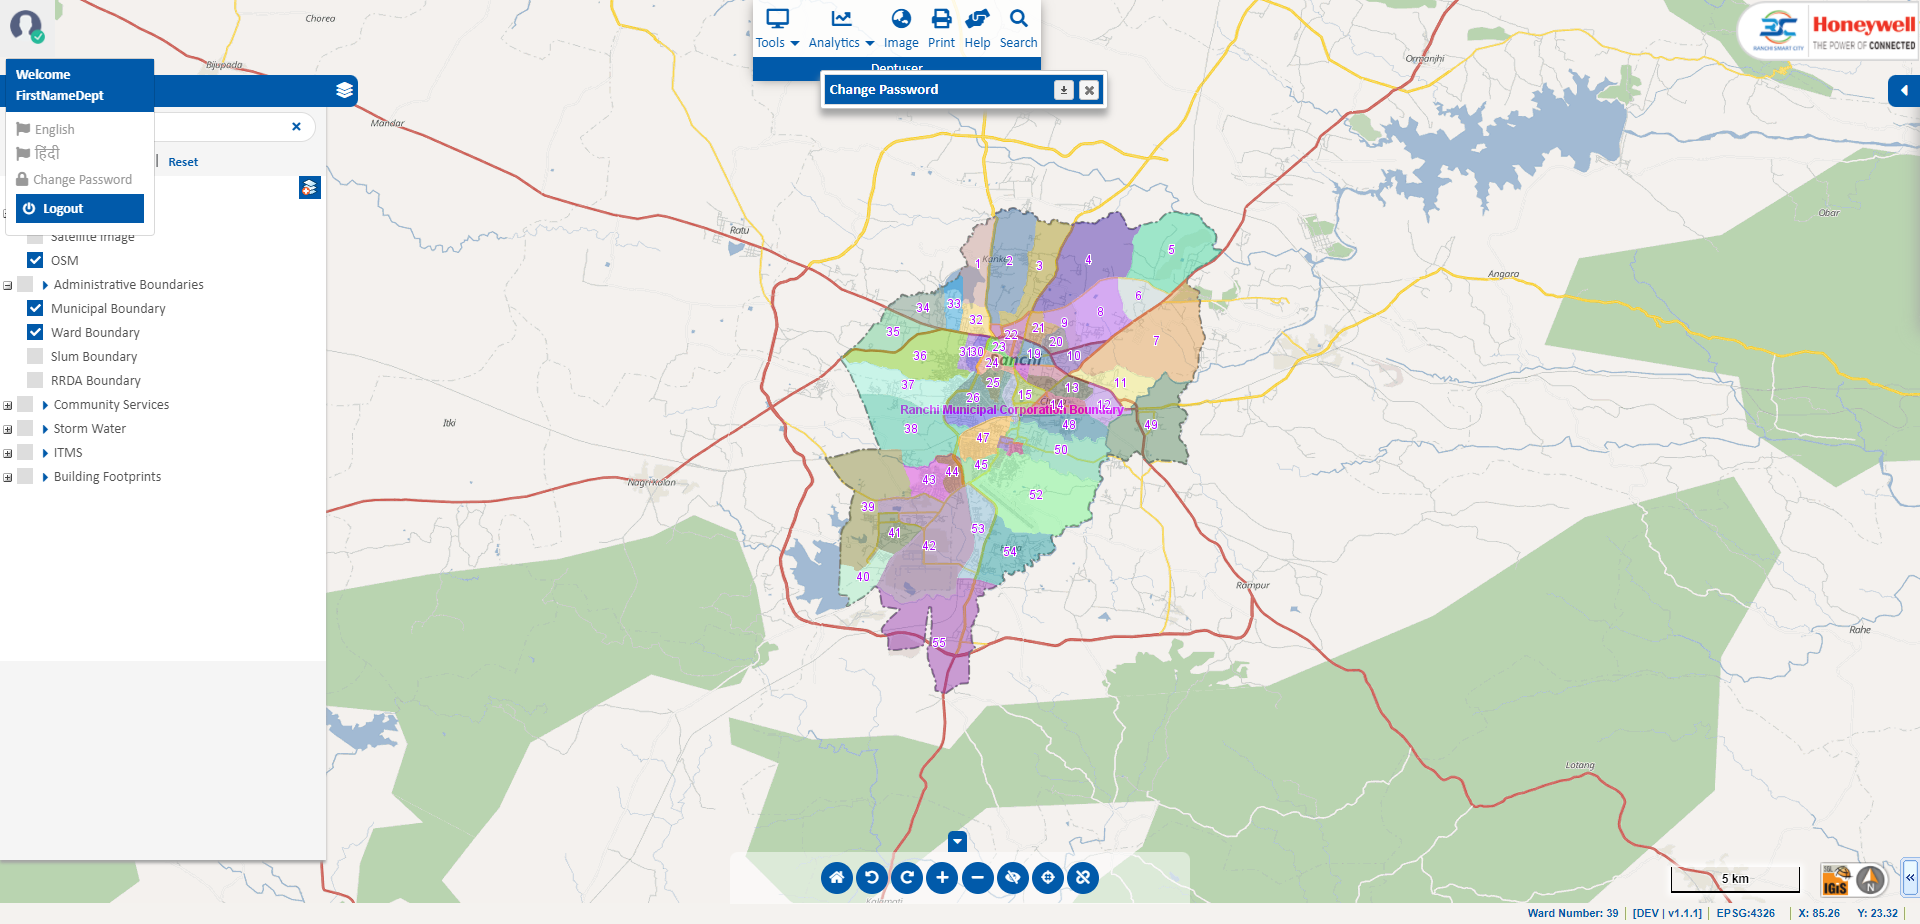 Chorea
Bijupada
Ormanjhi
Tools
Analytics
Image
Print
Help
Search
RANCHI SMART CITY
Honeywell
THE POWER OF CONNECTED
Deptuser
Change Password
Welcome
FirstNameDept
English
हिंदी
Change Password
Logout
Reset
Satellite Image
OSM
Administrative Boundaries
Municipal Boundary
Ward Boundary
Slum Boundary
RRDA Boundary
Community Services
Storm Water
ITMS
Building Footprints
Mandar
Ratu
Obar
Angara
Itki
Nagri Kalan
Rampur
Rahe
Lotang
Kalamati
1
2
3
4
5
6
7
8
9
34
33
32
35
36
31
30
22
21
23
20
24
19
10
37
25
26
15
13
11
14
12
Ranchi Municipal Corporation Boundary
38
47
48
49
50
45
44
43
52
39
53
41
42
54
40
55
5 km
IGiS
N
Ward Number: 39
[DEV | v1.1.1]
EPSG:4326
X: 85.26
Y: 23.32